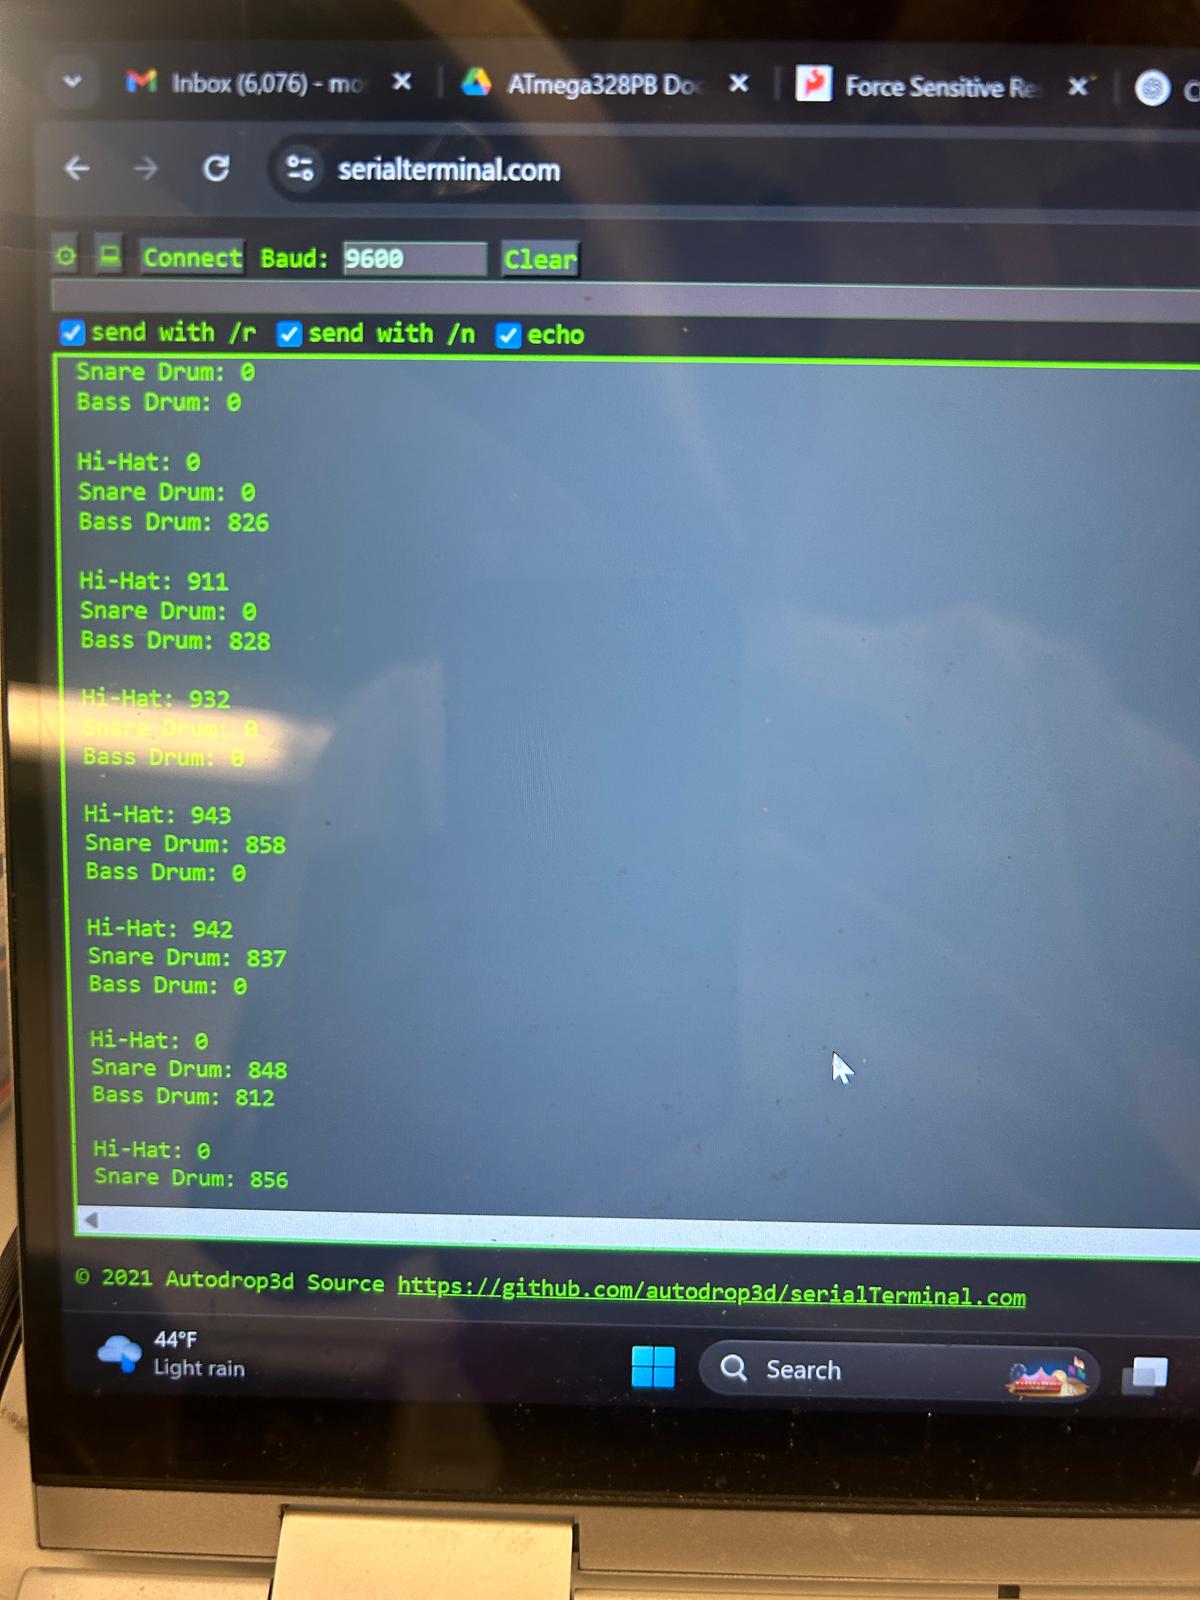 Inbox (6,076) - mo
ATmega328PB Do
Force Sensitive Re
serialterminal.com
Connect Baud: 9600 Clear
send with /r send with /n echo
Snare Drum: 0
Bass Drum: 0
Hi-Hat: 0
Snare Drum: 0
Bass Drum: 826
Hi-Hat: 911
Snare Drum: 0
Bass Drum: 828
Hi-Hat: 932
Snare Drum: 0
Bass Drum: 0
Hi-Hat: 943
Snare Drum: 858
Bass Drum: 0
Hi-Hat: 942
Snare Drum: 837
Bass Drum: 0
Hi-Hat: 0
Snare Drum: 848
Bass Drum: 812
Hi-Hat: 0
Snare Drum: 856
© 2021 Autodrop3d Source https://github.com/autodrop3d/serialTerminal.com
44°F
Light rain
Search